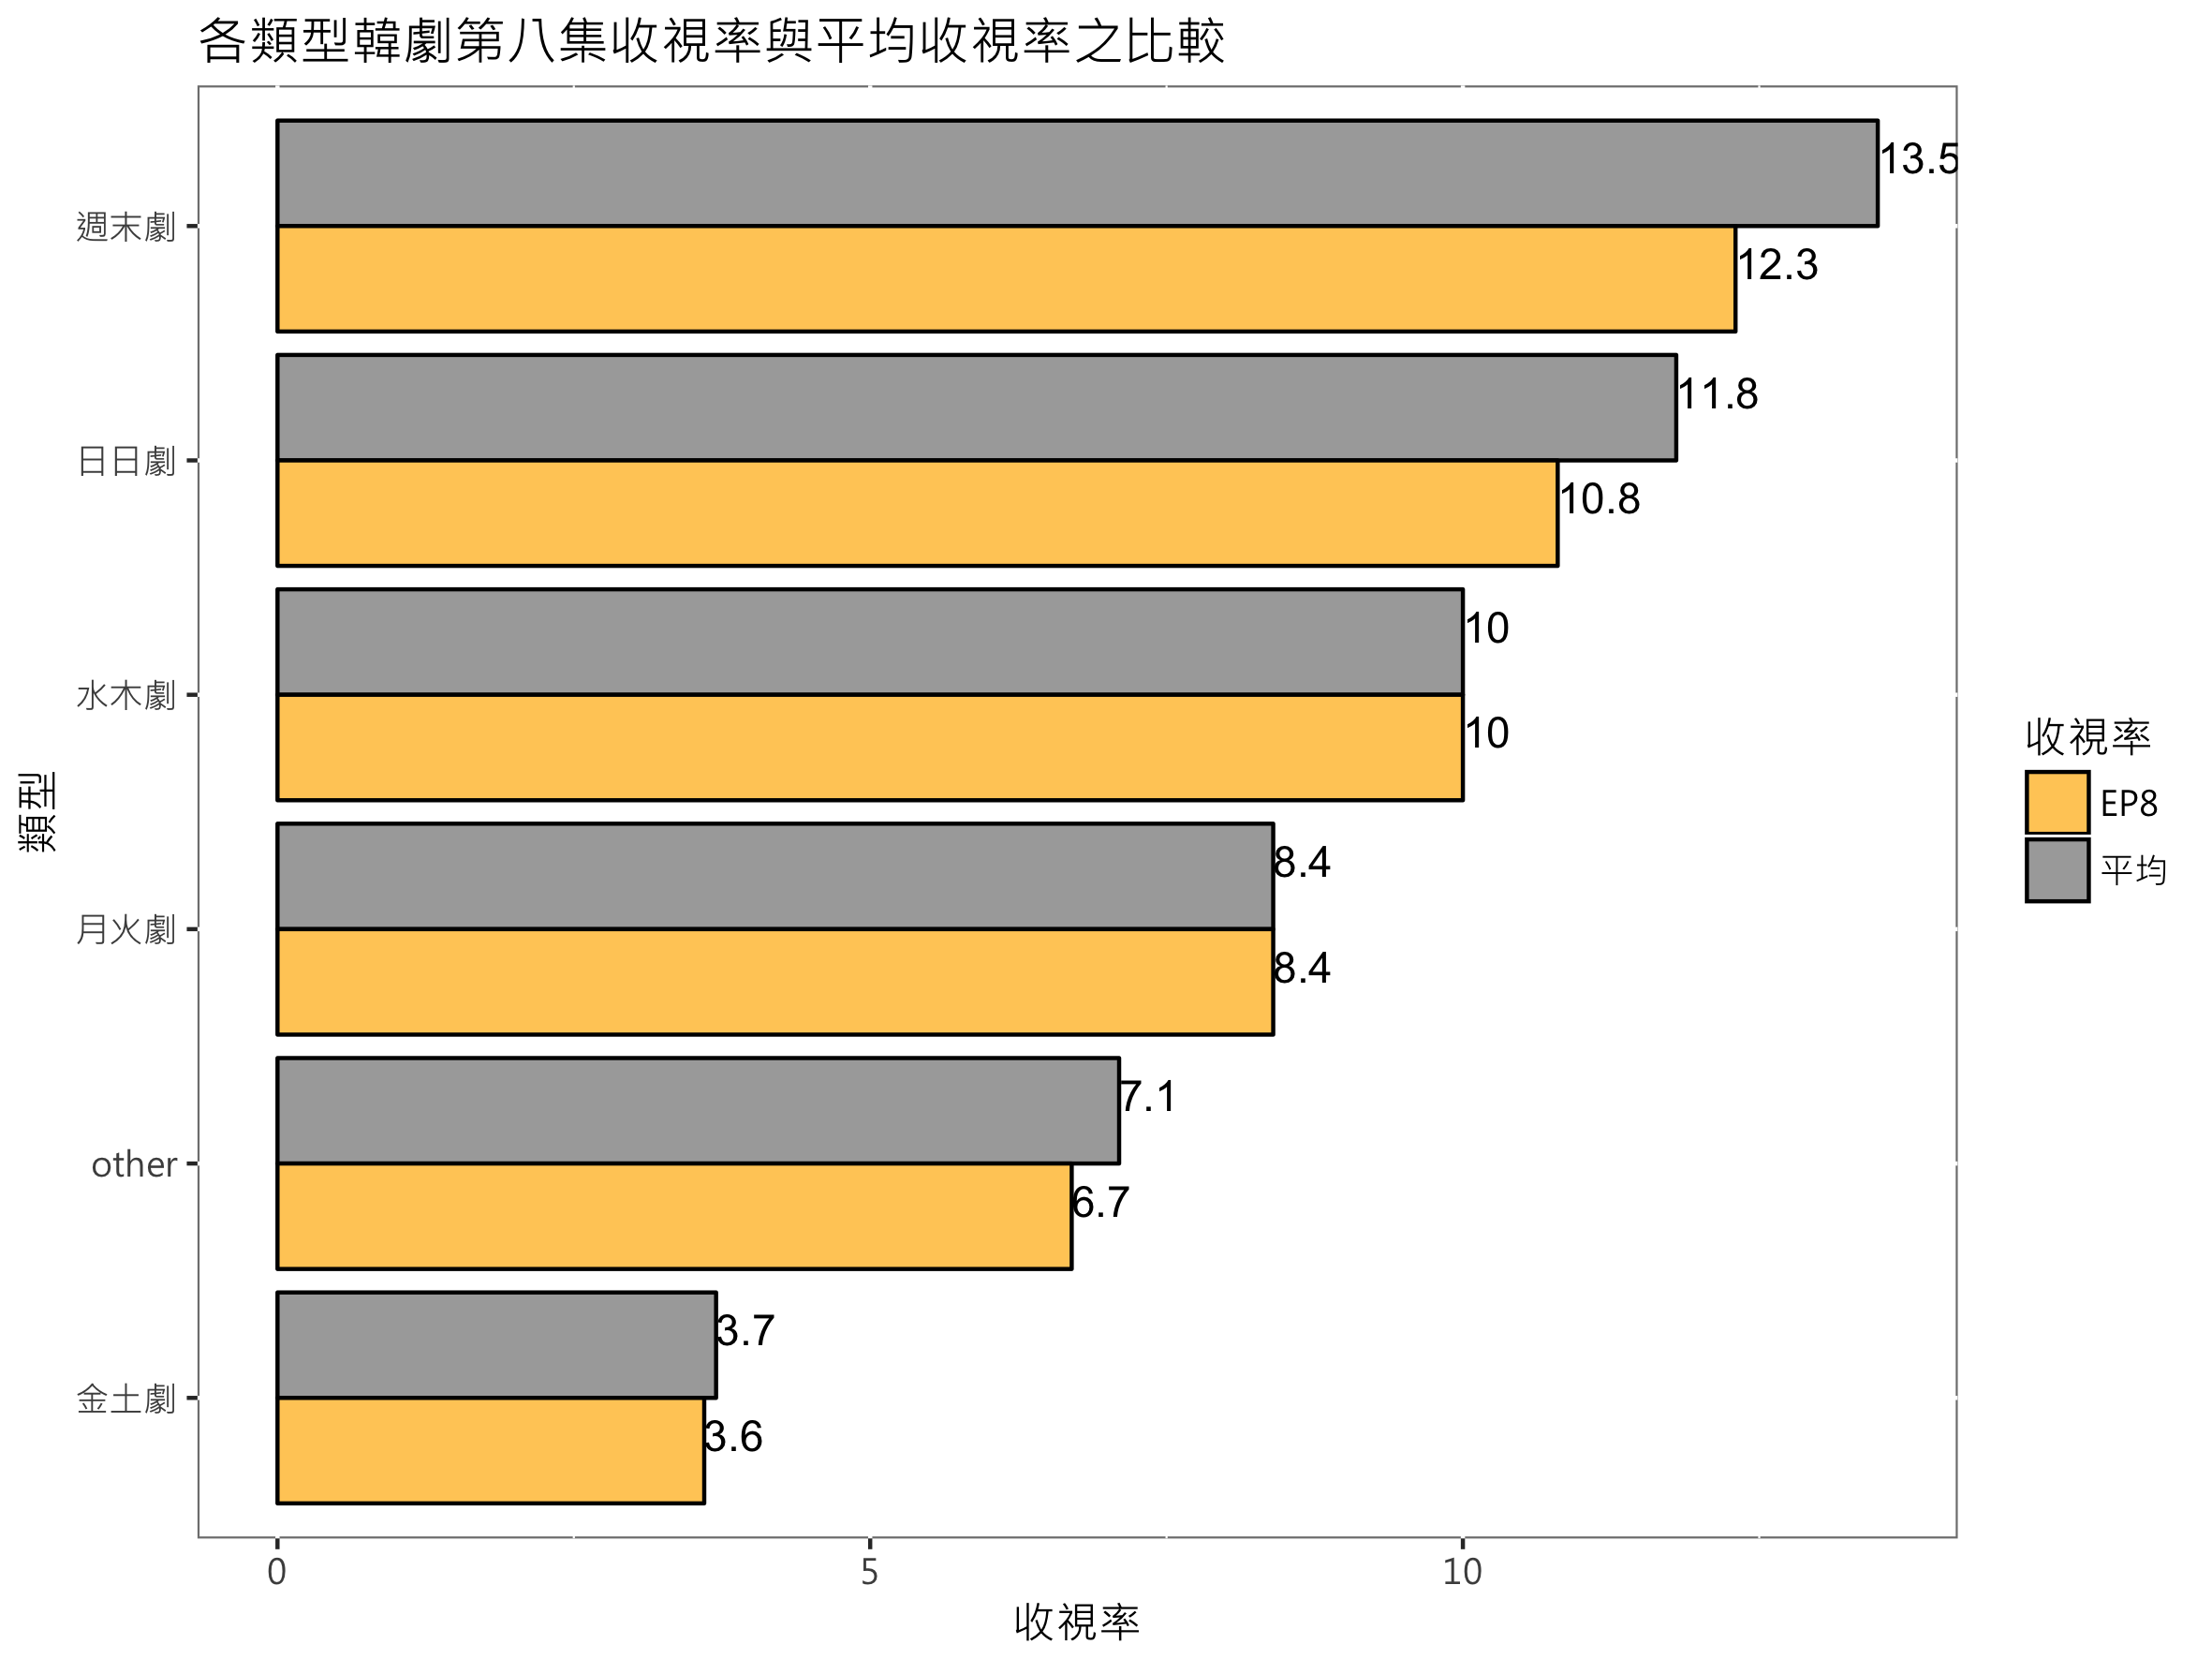 各類型韓劇第八集收視率與平均收視率之比較
類型
週末劇
13.5
12.3
日日劇
11.8
10.8
水木劇
10
10
月火劇
8.4
8.4
other
7.1
6.7
金土劇
3.7
3.6
0 5 10
收視率
收視率
EP8
平均